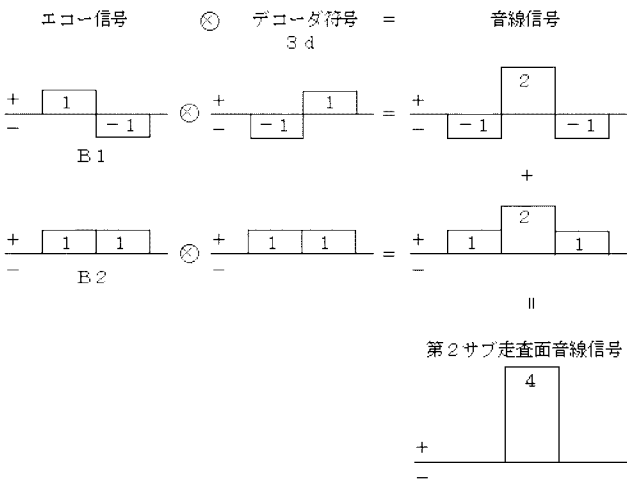 エコー信号 ⊗ デコーダ符号 = 音線信号
3d
+ 1 -1 - ⊗ + -1 1 - = + -1 2 -1 -
B1
+
+ 1 1 - ⊗ + 1 1 - = + 1 2 1 -
B2
=
第2サブ走査面音線信号
4
+
-